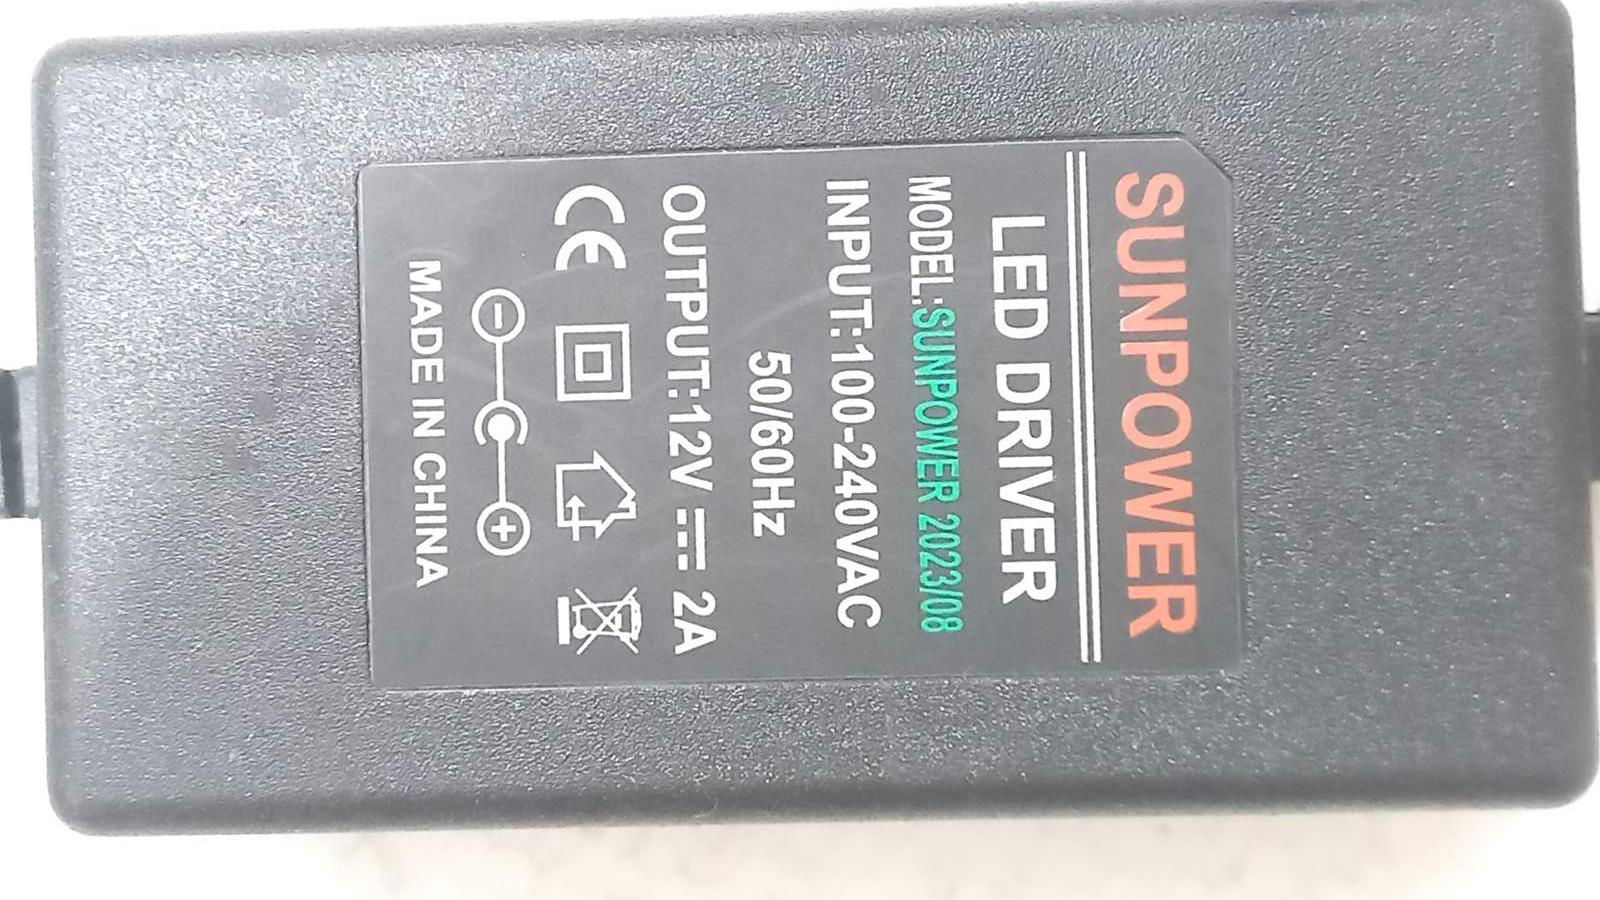 SUNPOWER
LED DRIVER
MODEL:SUNPOWER 2023/08
INPUT:100-240VAC
50/60Hz
OUTPUT:12V ⎓ 2A
CE
MADE IN CHINA